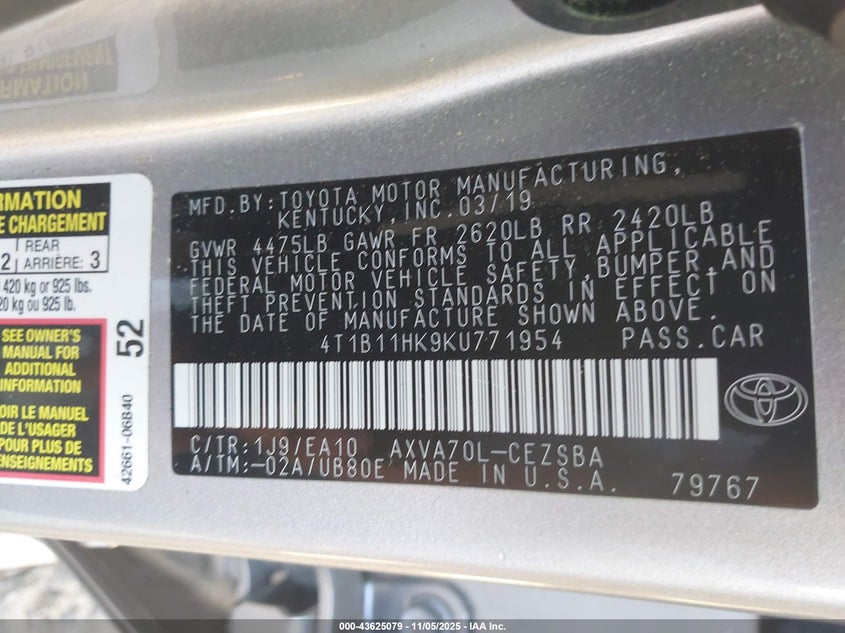 MFD.BY:TOYOTA MOTOR MANUFACTURING,
KENTUCKY, INC.03/19
GVWR 4475LB GAWR FR 2620LB RR 2420LB
THIS VEHICLE CONFORMS TO ALL APPLICABLE
FEDERAL MOTOR VEHICLE SAFETY,BUMPER,AND
THEFT PREVENTION STANDARDS IN EFFECT ON
THE DATE OF MANUFACTURE SHOWN ABOVE.
4T1B11HK9KU771954 PASS.CAR
C/TR:1J9/EA10 AXVA70L-CEZSBA
A/TM:-02A/UB80E MADE IN U.S.A. 79767
RMATION
E CHARGEMENT
REAR
2 ARRIÈRE: 3
420 kg or 925 lbs.
20 kg ou 925 lb.
SEE OWNER'S
MANUAL FOR
ADDITIONAL
INFORMATION
OIR LE MANUEL
DE L'USAGER
POUR PLUS DE
ENSEIGNEMENTS
52
42661-06B40
CHARGEMENT
ORMATION
000-43625079 - 11/05/2025 - IAA Inc.